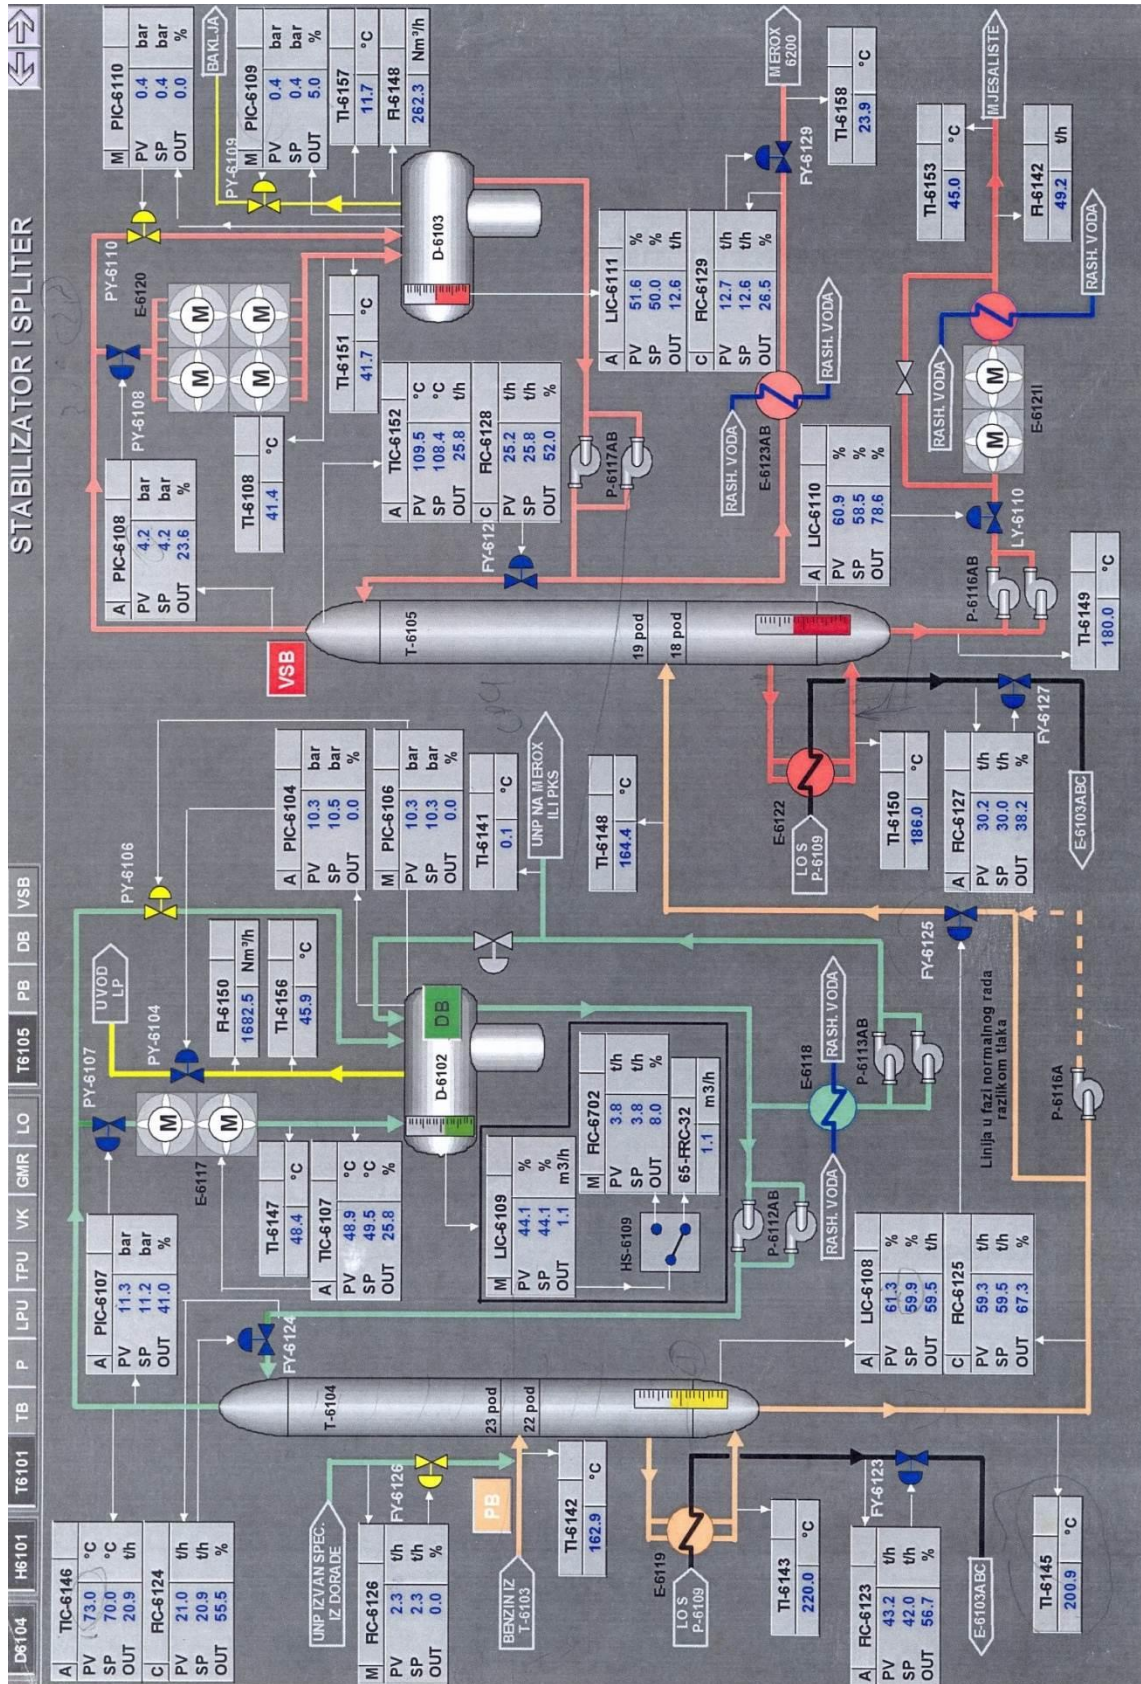 STABILIZATOR I SPLITER
D6104 H6101 T6101 TB P LPU TPU VK GMR LO T6105 PB DB VSB
TIC-6146
A
PV 73.0 °C
SP 70.0 °C
OUT 20.9 t/h
FIC-6124
C
PV 21.0 t/h
SP 20.9 t/h
OUT 55.5 %
UNP IZVAN SPEC.
IZ DORADE
FIC-6126
M
PV 2.3 t/h
SP 2.3 t/h
OUT 0.0 %
FY-6126
PB
BENZIN IZ
T-6103
TI-6142
162.9 °C
E-6119
LO S
P-6109
TI-6143
220.0 °C
FIC-6123
A
PV 43.2 t/h
SP 42.0 t/h
OUT 56.7 %
FY-6123
E-6103ABC
TI-6145
200.9 °C
T-6104
23 pod
22 pod
PIC-6107
A
PV 11.3 bar
SP 11.2 bar
OUT 41.0 %
PY-6107
E-6117
M
M
TI-6147
48.4 °C
TIC-6107
A
PV 48.9 °C
SP 49.5 °C
OUT 25.8 %
FY-6124
UVOD
LP
PY-6104
PY-6106
FI-6150
1682.5 Nm³/h
TI-6156
45.9 °C
PIC-6104
A
PV 10.3 bar
SP 10.5 bar
OUT 0.0 %
PIC-6106
M
PV 10.3 bar
SP 10.3 bar
OUT 0.0 %
D-6102
DB
LIC-6109
M
PV 44.1 %
SP 44.1 %
OUT 1.1 m3/h
FIC-6702
M
PV 3.8 t/h
SP 3.8 t/h
OUT 8.0 %
HS-6109
65-FRC-32
1.1 m3/h
TI-6141
0.1 °C
UNP NA MEROX
ILI PKS
P-6112AB
E-6118
RASH. VODA
RASH. VODA
P-6113AB
LIC-6108
A
PV 61.3 %
SP 59.9 %
OUT 59.5 t/h
FIC-6125
C
PV 59.3 t/h
SP 59.5 t/h
OUT 67.3 %
FY-6125
Linija u fazi normalnog rada
razlikom tlaka
P-6116A
TI-6148
164.4 °C
VSB
T-6105
19 pod
18 pod
PIC-6108
A
PV 4.2 bar
SP 4.2 bar
OUT 23.6 %
PY-6108
PY-6110
E-6120
M
M
M
M
TI-6108
41.4 °C
TI-6151
41.7 °C
PIC-6110
M
PV 0.4 bar
SP 0.4 bar
OUT 0.0 %
BAKLJA
PY-6109
PIC-6109
M
PV 0.4 bar
SP 0.4 bar
OUT 5.0 %
TI-6157
11.7 °C
FI-6148
262.3 Nm³/h
D-6103
TIC-6152
A
PV 109.5 °C
SP 108.4 °C
OUT 25.8 t/h
FIC-6128
C
PV 25.2 t/h
SP 25.8 t/h
OUT 52.0 %
FY-612
P-6117AB
LIC-6111
A
PV 51.6 %
SP 50.0 %
OUT 12.6 t/h
FIC-6129
C
PV 12.7 t/h
SP 12.6 t/h
OUT 26.5 %
FY-6129
MEROX
6200
TI-6158
23.9 °C
E-6123AB
RASH. VODA
RASH. VODA
E-6122
LO S
P-6109
TI-6150
186.0 °C
FIC-6127
A
PV 30.2 t/h
SP 30.0 t/h
OUT 38.2 %
FY-6127
E-6103ABC
LIC-6110
A
PV 60.9 %
SP 58.5 %
OUT 78.6 %
LY-6110
P-6116AB
TI-6149
180.0 °C
E-6121I
M
M
RASH. VODA
RASH. VODA
TI-6153
45.0 °C
FI-6142
49.2 t/h
MJESALISTE